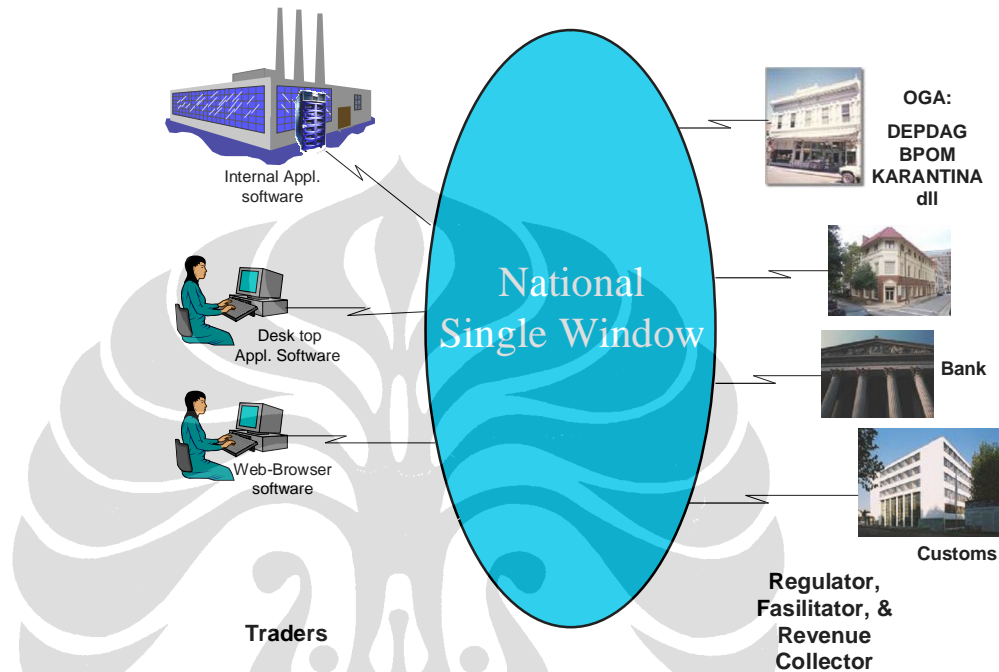 Internal Appl.
software
Desk top
Appl. Software
Web-Browser
software
Traders
National
Single Window
OGA:
DEPDAG
BPOM
KARANTINA
dll
Bank
Customs
Regulator,
Fasilitator, &
Revenue
Collector